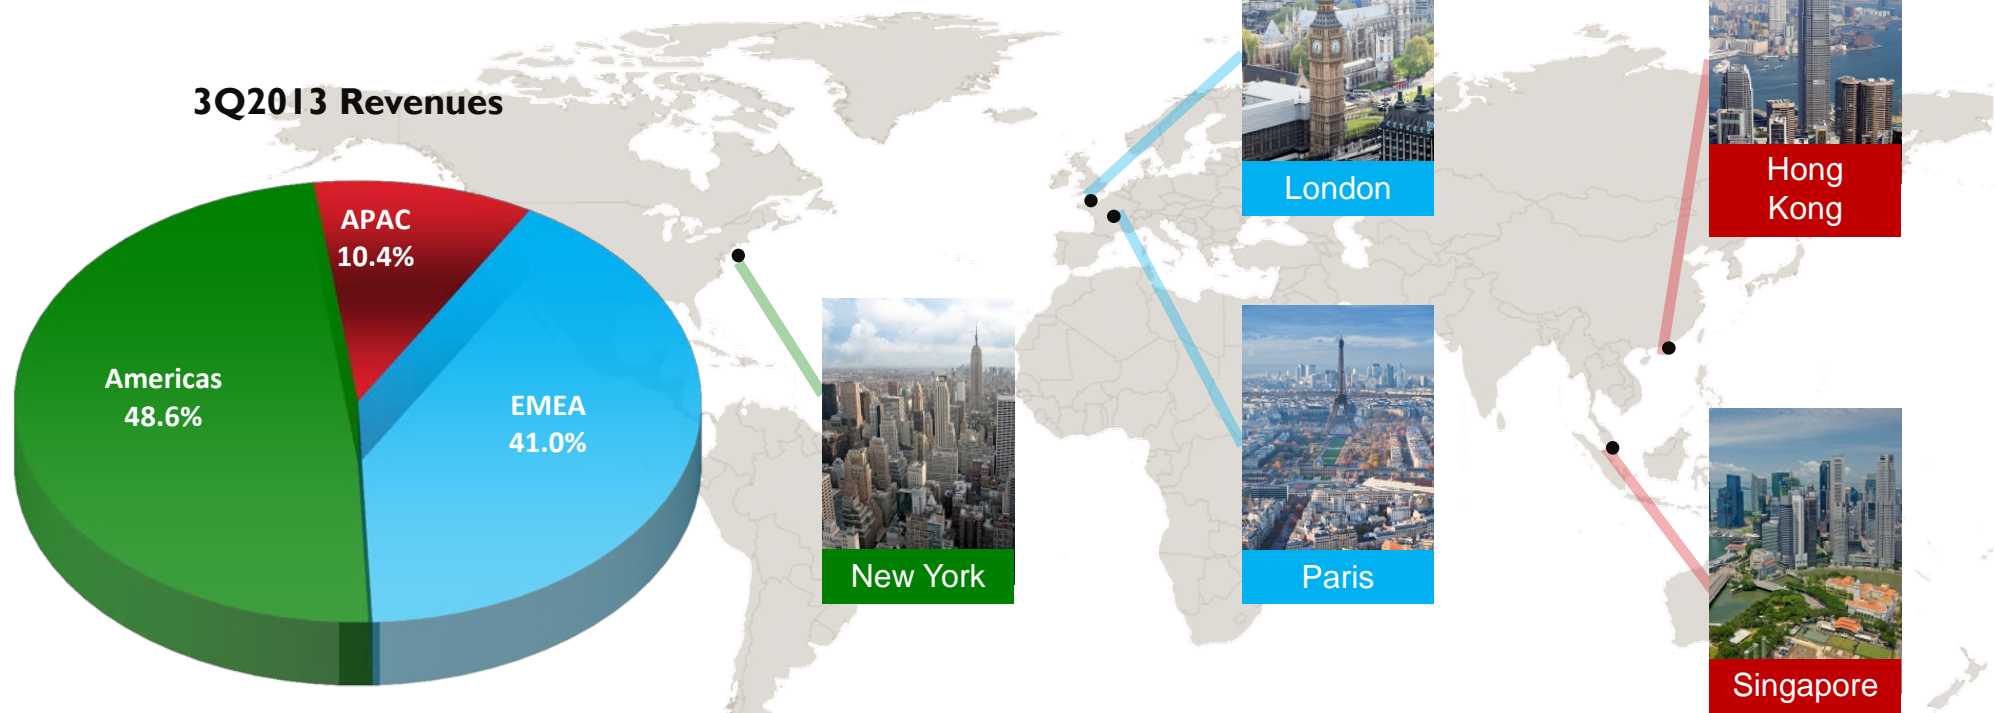 3Q2013 Revenues
APAC
10.4%
Americas
48.6%
EMEA
41.0%
London
Hong
Kong
New York
Paris
Singapore